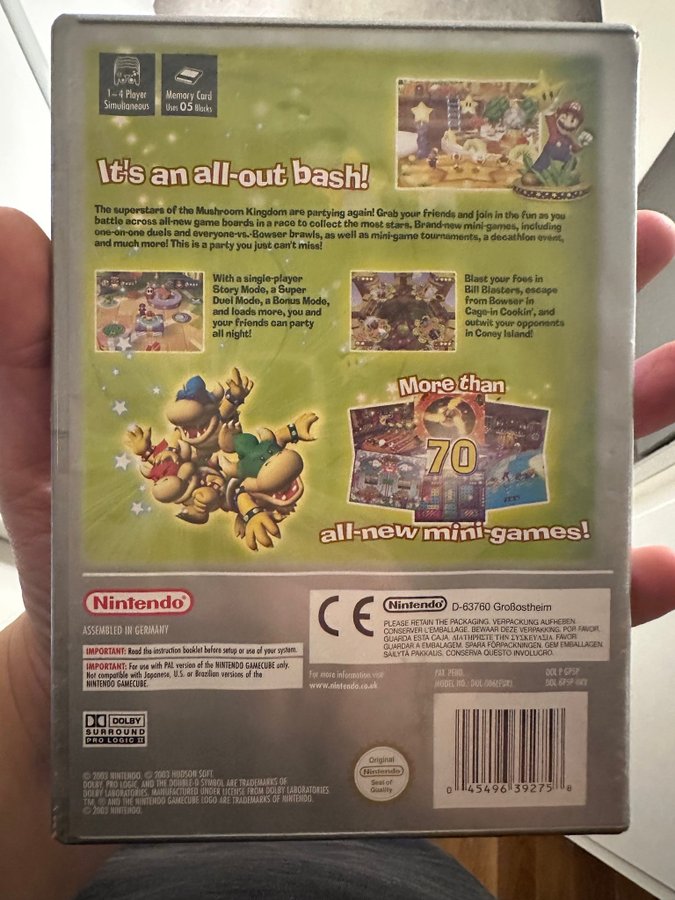 1–4 Player
Simultaneous
Memory Card
Uses 05 Blocks
It's an all-out bash!
The superstars of the Mushroom Kingdom are partying again! Grab your friends and join in the fun as you
battle across all-new game boards in a race to collect the most stars. Brand-new mini-games, including
one-on-one duels and everyone-vs.-Bowser brawls, as well as mini-game tournaments, a decathlon event,
and much more! This is a party you just can't miss!
With a single-player
Story Mode, a Super
Duel Mode, a Bonus Mode,
and loads more, you and
your friends can party
all night!
Blast your foes in
Bill Blasters, escape
from Bowser in
Cage-in Cookin', and
outwit your opponents
in Coney Island!
More than
70
all-new mini-games!
Nintendo®
ASSEMBLED IN GERMANY
IMPORTANT: Read the instruction booklet before setup or use of your system.
IMPORTANT: For use with PAL version of the NINTENDO GAMECUBE only.
Not compatible with Japanese, U.S. or Brazilian versions of the
NINTENDO GAMECUBE.
CE Nintendo® D-63760 Großostheim
PLEASE RETAIN THE PACKAGING. VERPACKUNG AUFHEBEN.
CONSERVER L'EMBALLAGE. BEWAAR DEZE VERPAKKING. POR FAVOR,
GUARDA ESTA CAJA. ΔΙΑΤΗΡΗΣΤΕ ΤΗΝ ΣΥΣΚΕΥΑΣΙΑ. FAVOR
GUARDAR A EMBALAGEM. SPARA FÖRPACKNINGEN. GEM EMBALLAGEN.
SÄILYTÄ PAKKAUS. CONSERVA QUESTO INVOLUCRO.
For more information visit
www.nintendo.co.uk
PAT. PEND.
DOL P GP5P
DOLBY
SURROUND
PRO LOGIC II
© 2003 NINTENDO. © 2003 HUDSON SOFT.
DOLBY, PRO LOGIC, AND THE DOUBLE-D SYMBOL ARE TRADEMARKS OF
DOLBY LABORATORIES. MANUFACTURED UNDER LICENSE FROM DOLBY LABORATORIES
TM, ® AND THE NINTENDO GAMECUBE LOGO ARE TRADEMARKS OF NINTENDO.
© 2003 NINTENDO.
Original
Nintendo
Seal of
Quality
0 45496 39275 8